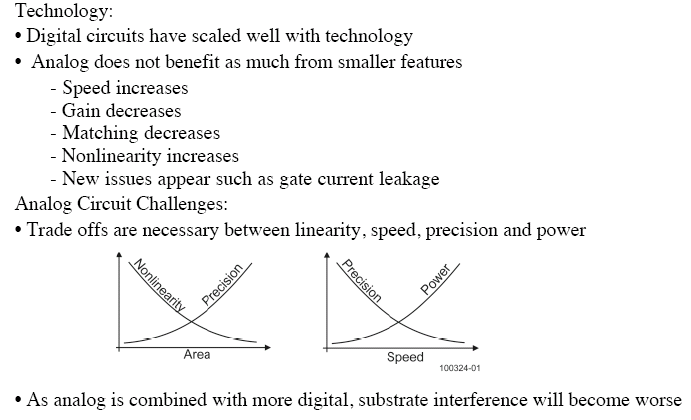 Technology:
• Digital circuits have scaled well with technology
• Analog does not benefit as much from smaller features
- Speed increases
- Gain decreases
- Matching decreases
- Nonlinearity increases
- New issues appear such as gate current leakage
Analog Circuit Challenges:
• Trade offs are necessary between linearity, speed, precision and power
Nonlinearity
Precision
Area
Precision
Power
Speed
100324-01
• As analog is combined with more digital, substrate interference will become worse